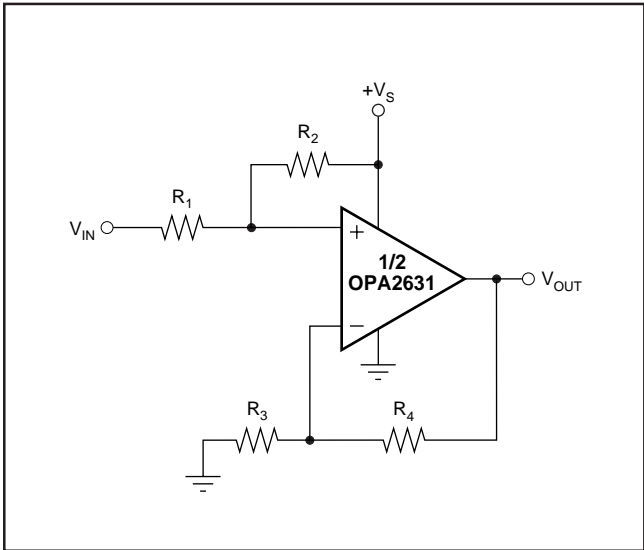 +V_S
R_2
R_1
V_IN
+
1/2
OPA2631
V_OUT
−
R_3
R_4